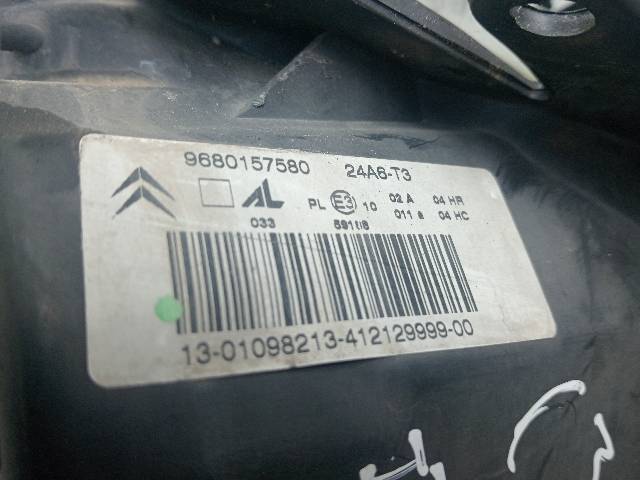 9680157580 24A6-T3
AL PL E3 10 02 A 04 HR
011 a 04 HC
033
13-01098213-412129999-00